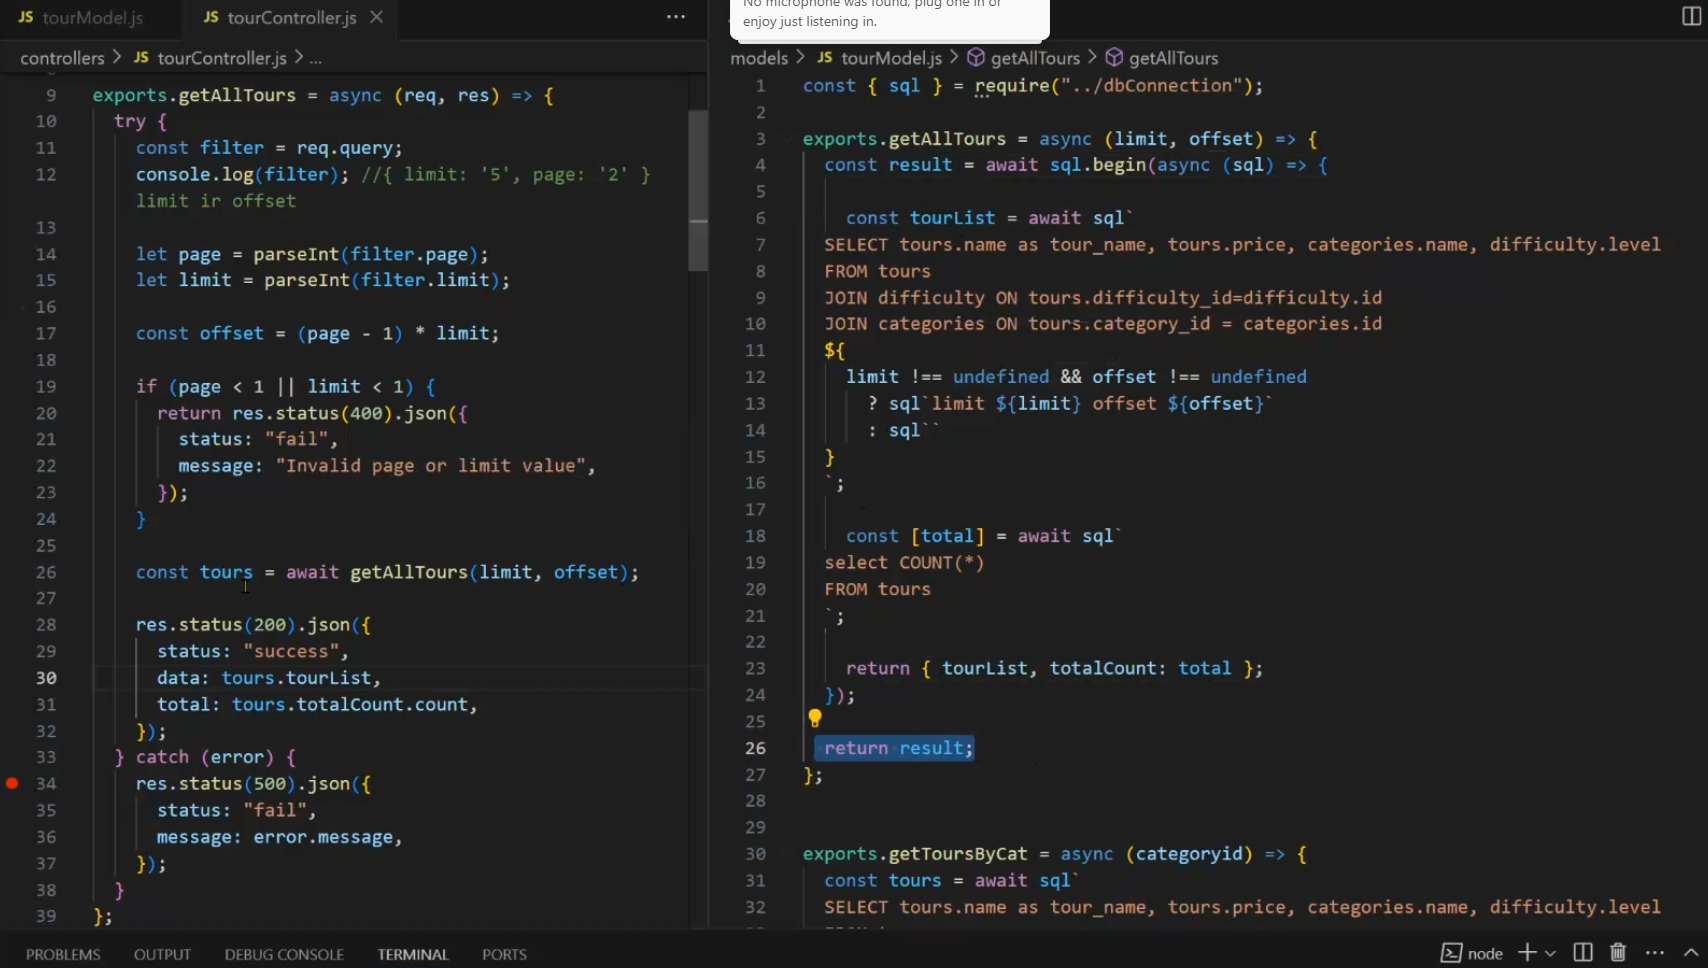 JS tourModel.js
JS tourController.js
No microphone was found, plug one in or
enjoy just listening in.
controllers > JS tourController.js > ...
9 exports.getAllTours = async (req, res) => {
10 try {
11 const filter = req.query;
12 console.log(filter); //{ limit: '5', page: '2' }
limit ir offset
13
14 let page = parseInt(filter.page);
15 let limit = parseInt(filter.limit);
16
17 const offset = (page - 1) * limit;
18
19 if (page < 1 || limit < 1) {
20 return res.status(400).json({
21 status: "fail",
22 message: "Invalid page or limit value",
23 });
24 }
25
26 const tours = await getAllTours(limit, offset);
27
28 res.status(200).json({
29 status: "success",
30 data: tours.tourList,
31 total: tours.totalCount.count,
32 });
33 } catch (error) {
34 res.status(500).json({
35 status: "fail",
36 message: error.message,
37 });
38 }
39 };
models > JS tourModel.js > getAllTours > getAllTours
1 const { sql } = require("../dbConnection");
2
3 exports.getAllTours = async (limit, offset) => {
4 const result = await sql.begin(async (sql) => {
5
6 const tourList = await sql`
7 SELECT tours.name as tour_name, tours.price, categories.name, difficulty.level
8 FROM tours
9 JOIN difficulty ON tours.difficulty_id=difficulty.id
10 JOIN categories ON tours.category_id = categories.id
11 ${
12 limit !== undefined && offset !== undefined
13 ? sql`limit ${limit} offset ${offset}`
14 : sql``
15 }
16 `;
17
18 const [total] = await sql`
19 select COUNT(*)
20 FROM tours
21 `;
22
23 return { tourList, totalCount: total };
24 });
25
26 return result;
27 };
28
29
30 exports.getToursByCat = async (categoryid) => {
31 const tours = await sql`
32 SELECT tours.name as tour_name, tours.price, categories.name, difficulty.level
PROBLEMS OUTPUT DEBUG CONSOLE TERMINAL PORTS
node